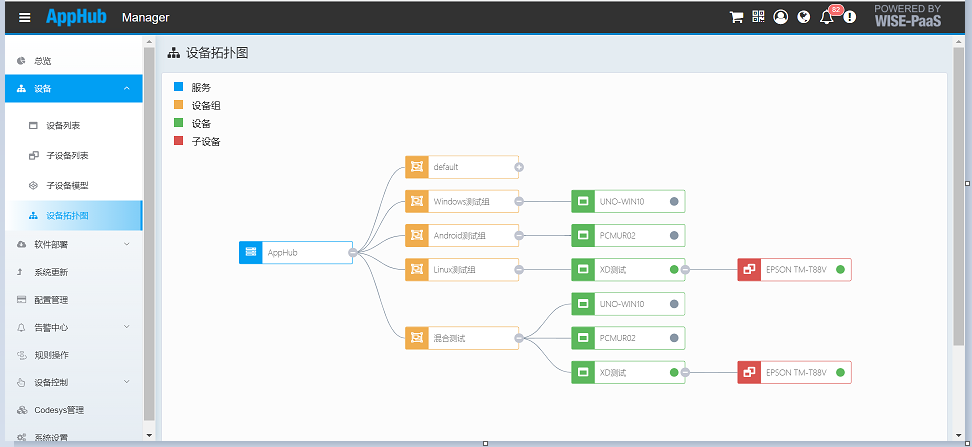 AppHub Manager
82
POWERED BY
WISE-PaaS
总览
设备
设备列表
子设备列表
子设备模型
设备拓扑图
软件部署
系统更新
配置管理
告警中心
规则操作
设备控制
Codesys管理
系统设置
设备拓扑图
服务
设备组
设备
子设备
default
Windows测试组
UNO-WIN10
Android测试组
PCMUR02
AppHub
Linux测试组
XD测试
EPSON TM-T88V
UNO-WIN10
混合测试
PCMUR02
XD测试
EPSON TM-T88V